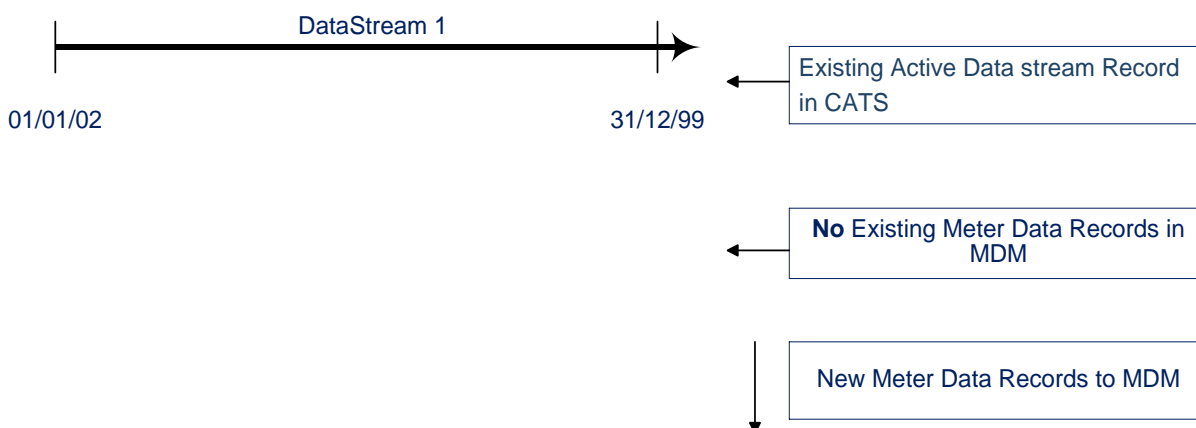 DataStream 1
Existing Active Data stream Record
in CATS
01/01/02
31/12/99
No Existing Meter Data Records in
MDM
New Meter Data Records to MDM